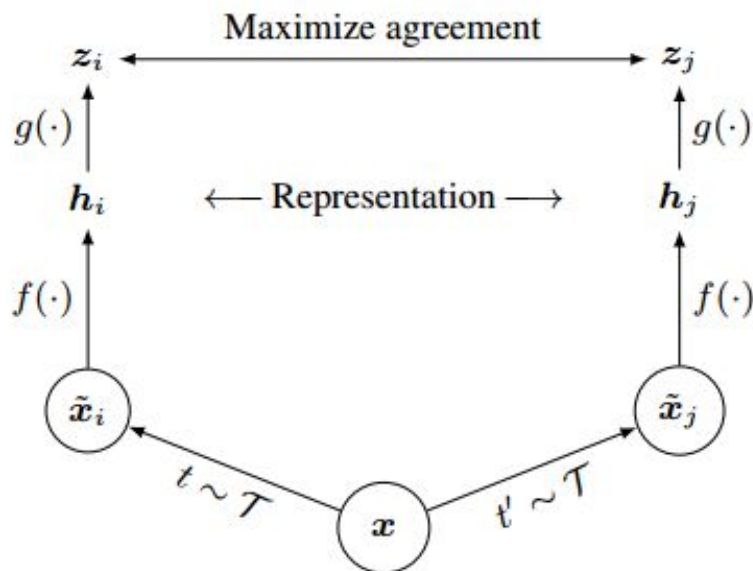 Maximize agreement
z_i z_j
g(·) g(·)
h_i ⟵ Representation ⟶ h_j
f(·) f(·)
x̃_i x̃_j
t ∼ 𝒯 t′ ∼ 𝒯
x